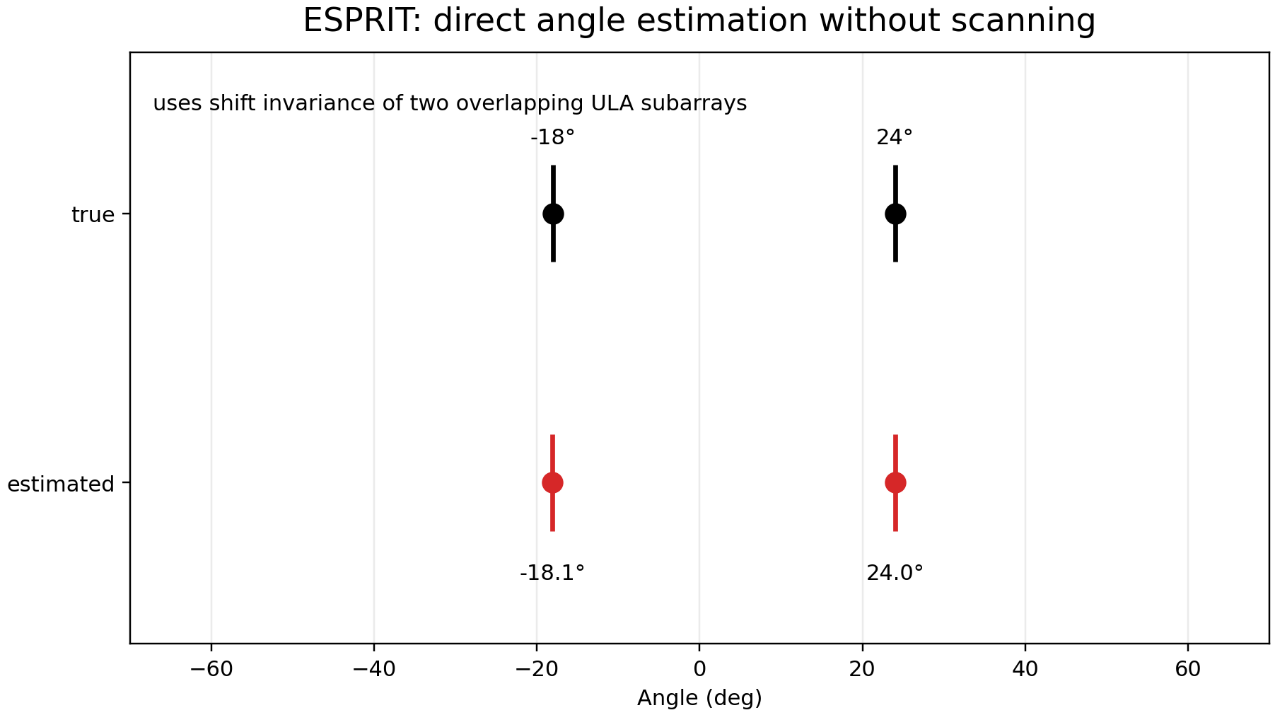 ESPRIT: direct angle estimation without scanning
uses shift invariance of two overlapping ULA subarrays
-18° 24°
true
estimated
-18.1° 24.0°
−60 −40 −20 0 20 40 60
Angle (deg)